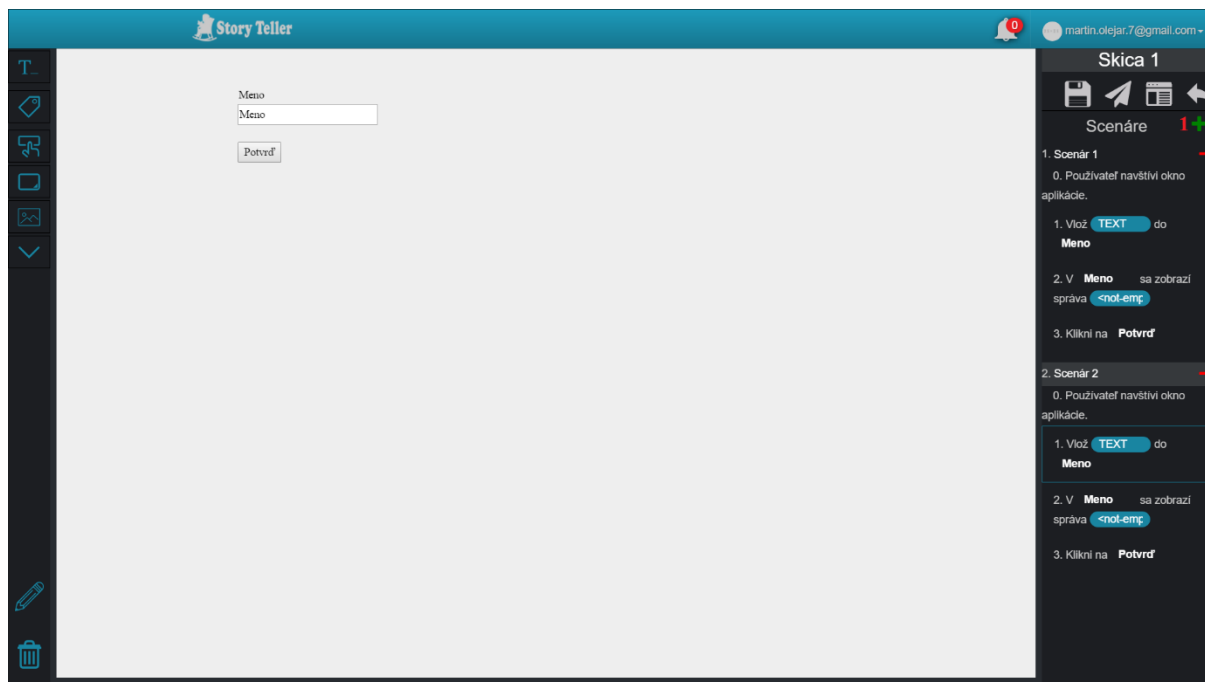 Story Teller
0
martin.olejar.7@gmail.com
T_
Meno
Meno
Potvrď
Skica 1
Scenáre 1
1. Scenár 1
0. Používateľ navštívi okno
aplikácie.
1. Vlož TEXT do
Meno
2. V Meno sa zobrazí
správa <not-emp
3. Klikni na Potvrď
2. Scenár 2
0. Používateľ navštívi okno
aplikácie.
1. Vlož TEXT do
Meno
2. V Meno sa zobrazí
správa <not-emp
3. Klikni na Potvrď